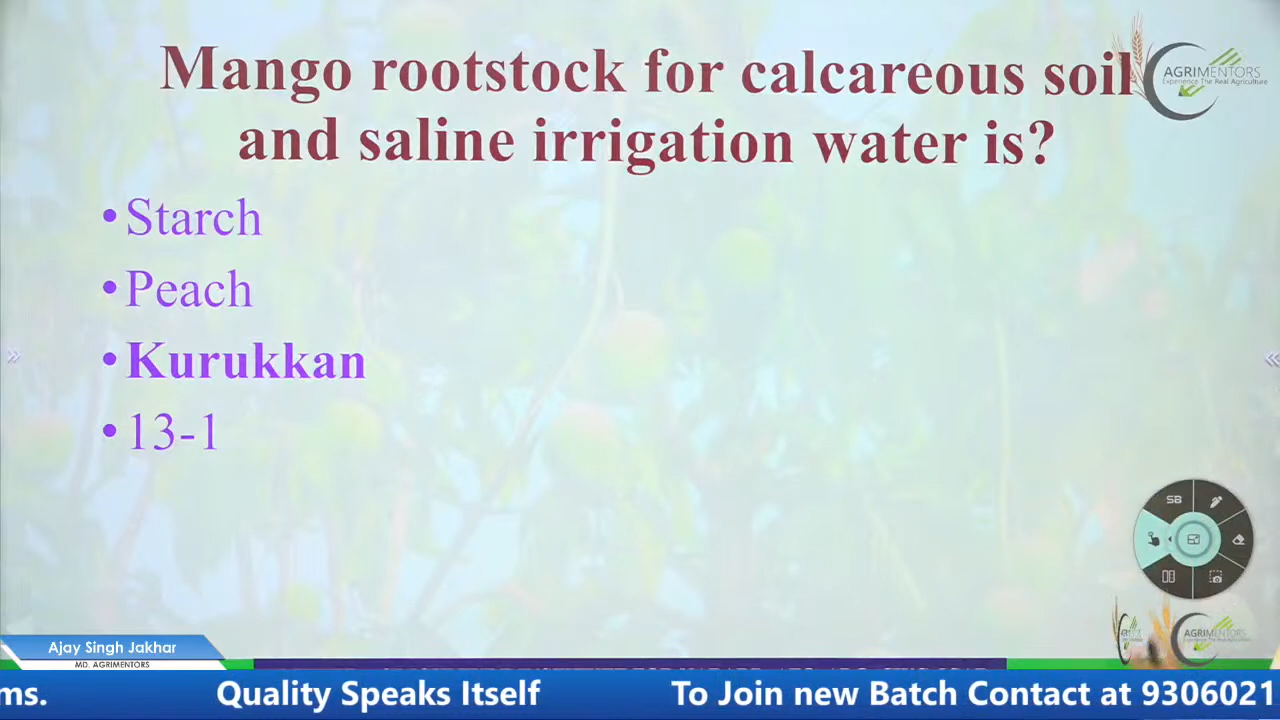 Mango rootstock for calcareous soil
and saline irrigation water is?
AGRIMENTORS
Experience The Real Agriculture
•Starch
•Peach
•Kurukkan
•13-1
SB
AGRIMENTORS
Ajay Singh Jakhar
MD. AGRIMENTORS
ms. Quality Speaks Itself To Join new Batch Contact at 9306021